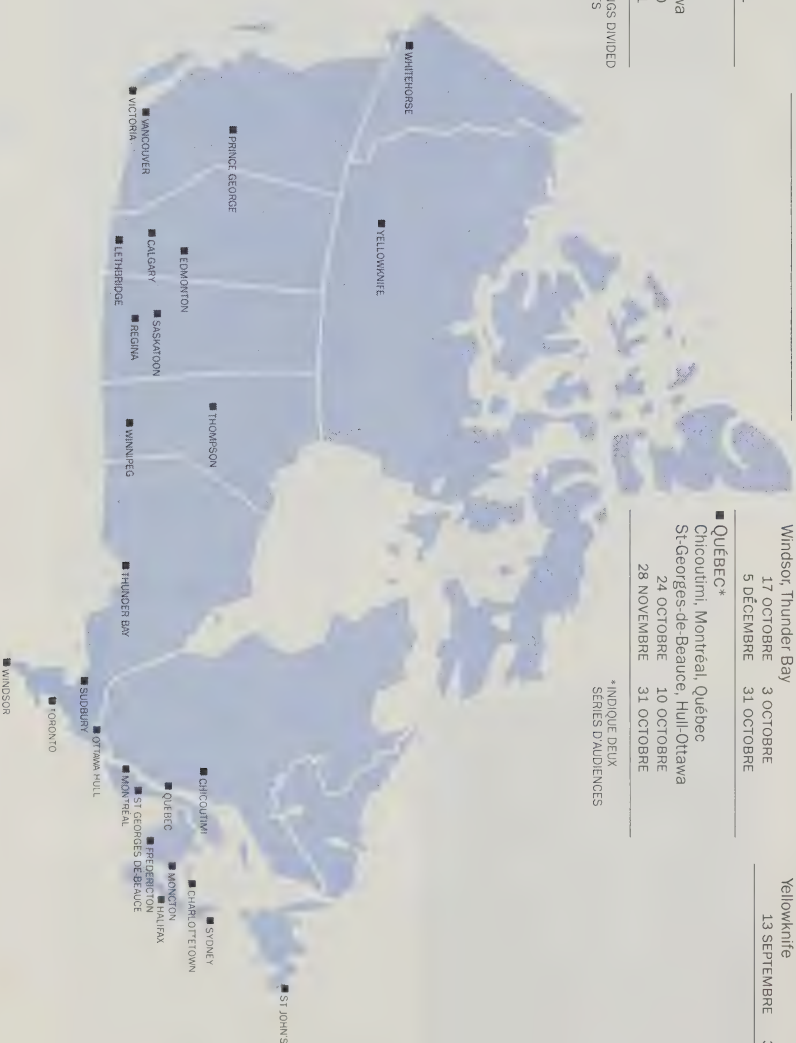 wa
GS DIVIDED
S
Windsor, Thunder Bay
17 OCTOBRE 3 OCTOBRE
5 DÉCEMBRE 31 OCTOBRE
■ QUÉBEC*
Chicoutimi, Montréal, Québec
St-Georges-de-Beauce, Hull-Ottawa
24 OCTOBRE 10 OCTOBRE
28 NOVEMBRE 31 OCTOBRE
*INDIQUE DEUX
SÉRIES D'AUDIENCES
Yellowknife
13 SEPTEMBRE
WHITEHORSE
YELLOWKNIFE
PRINCE GEORGE
VANCOUVER
VICTORIA
EDMONTON
CALGARY
LETHBRIDGE
SASKATOON
REGINA
THOMPSON
WINNIPEG
THUNDER BAY
SUDBURY
TORONTO
WINDSOR
OTTAWA HULL
MONTRÉAL
ST GEORGES DE-BEAUCE
QUÉBEC
CHICOUTIMI
FREDERICTON
MONCTON
HALIFAX
CHARLOTTETOWN
SYDNEY
ST JOHN'S